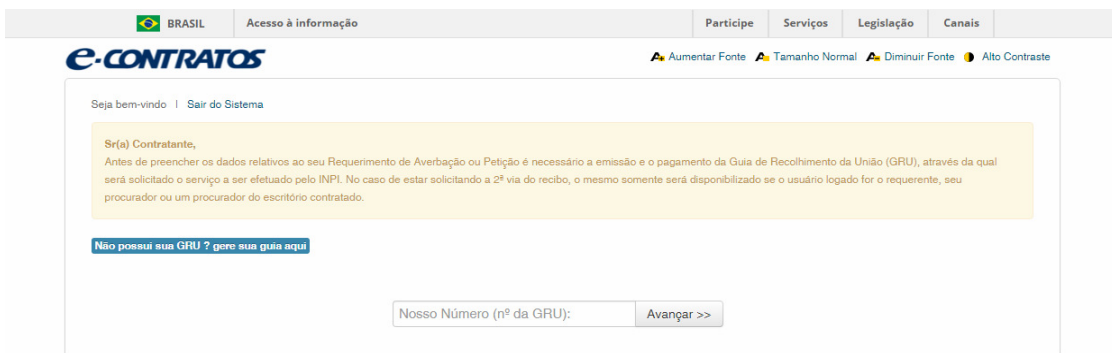 BRASIL Acesso à informação Participe Serviços Legislação Canais
e-CONTRATOS A+ Aumentar Fonte A Tamanho Normal A- Diminuir Fonte Alto Contraste
Seja bem-vindo | Sair do Sistema
Sr(a) Contratante,
Antes de preencher os dados relativos ao seu Requerimento de Averbação ou Petição é necessário a emissão e o pagamento da Guia de Recolhimento da União (GRU), através da qual
será solicitado o serviço a ser efetuado pelo INPI. No caso de estar solicitando a 2ª via do recibo, o mesmo somente será disponibilizado se o usuário logado for o requerente, seu
procurador ou um procurador do escritório contratado.
Não possui sua GRU ? gere sua guia aqui
Nosso Número (nº da GRU): Avançar >>